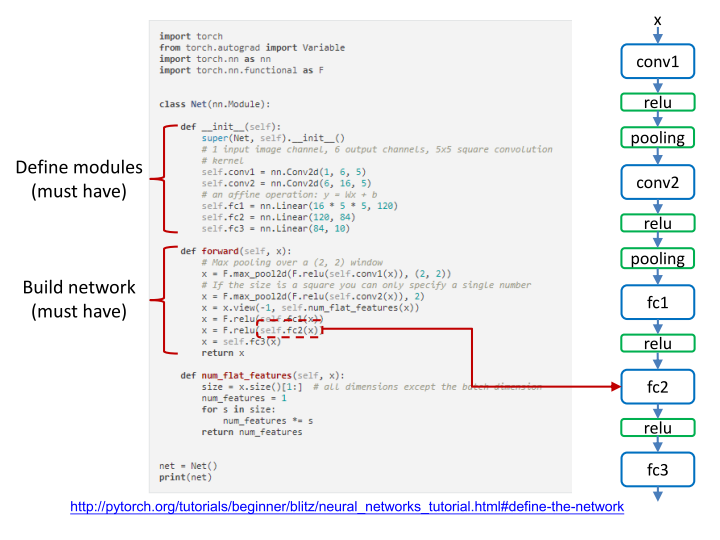 import torch
from torch.autograd import Variable
import torch.nn as nn
import torch.nn.functional as F
class Net(nn.Module):
def __init__(self):
super(Net, self).__init__()
# 1 input image channel, 6 output channels, 5x5 square convolution
# kernel
self.conv1 = nn.Conv2d(1, 6, 5)
self.conv2 = nn.Conv2d(6, 16, 5)
# an affine operation: y = Wx + b
self.fc1 = nn.Linear(16 * 5 * 5, 120)
self.fc2 = nn.Linear(120, 84)
self.fc3 = nn.Linear(84, 10)
def forward(self, x):
# Max pooling over a (2, 2) window
x = F.max_pool2d(F.relu(self.conv1(x)), (2, 2))
# If the size is a square you can only specify a single number
x = F.max_pool2d(F.relu(self.conv2(x)), 2)
x = x.view(-1, self.num_flat_features(x))
x = F.relu(self.fc1(x))
x = F.relu(self.fc2(x))
x = self.fc3(x)
return x
def num_flat_features(self, x):
size = x.size()[1:]  # all dimensions except the batch dimension
num_features = 1
for s in size:
num_features *= s
return num_features
net = Net()
print(net)
Define modules
(must have)
Build network
(must have)
x
conv1
relu
pooling
conv2
relu
pooling
fc1
relu
fc2
relu
fc3
http://pytorch.org/tutorials/beginner/blitz/neural_networks_tutorial.html#define-the-network